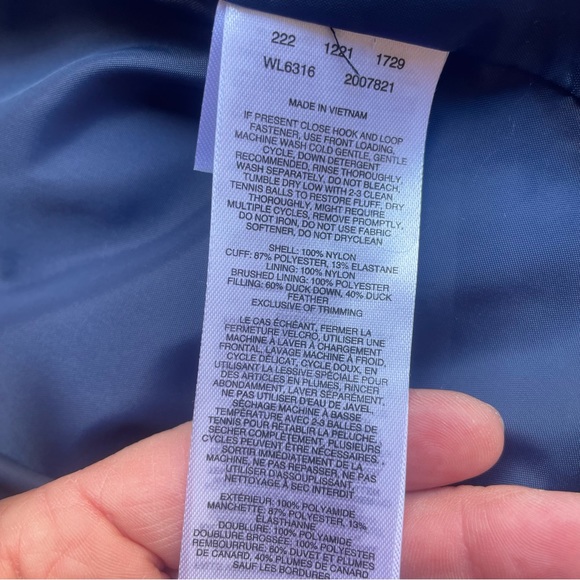 222 1221 1729
WL6316 2007821
MADE IN VIETNAM
IF PRESENT CLOSE HOOK AND LOOP
FASTENER, USE FRONT LOADING,
MACHINE WASH COLD GENTLE, GENTLE
CYCLE, DOWN DETERGENT
RECOMMENDED, RINSE THOROUGHLY,
WASH SEPARATELY, DO NOT BLEACH,
TUMBLE DRY LOW WITH 2-3 CLEAN
TENNIS BALLS TO RESTORE FLUFF, DRY
THOROUGHLY, MIGHT REQUIRE
MULTIPLE CYCLES, REMOVE PROMPTLY,
DO NOT IRON, DO NOT USE FABRIC
SOFTENER, DO NOT DRYCLEAN
SHELL: 100% NYLON
CUFF: 87% POLYESTER, 13% ELASTANE
LINING: 100% NYLON
BRUSHED LINING: 100% POLYESTER
FILLING: 60% DUCK DOWN, 40% DUCK
FEATHER
EXCLUSIVE OF TRIMMING
LE CAS ÉCHÉANT, FERMER LA
FERMETURE VELCRO, UTILISER UNE
MACHINE À LAVER À CHARGEMENT
FRONTAL, LAVAGE MACHINE À FROID,
CYCLE DÉLICAT, CYCLE DOUX, EN
UTILISANT LA LESSIVE SPÉCIALE POUR
DES ARTICLES EN PLUMES, RINCER
ABONDAMMENT, LAVER SÉPARÉMENT,
NE PAS UTILISER D'EAU DE JAVEL,
SÉCHAGE MACHINE À BASSE
TEMPÉRATURE AVEC 2-3 BALLES DE
TENNIS POUR RÉTABLIR LA PELUCHE,
SÉCHER COMPLÈTEMENT, PLUSIEURS
CYCLES PEUVENT ÊTRE NÉCESSAIRES,
SORTIR IMMÉDIATEMENT DE LA
MACHINE, NE PAS REPASSER, NE PAS
UTILISER D'ASSOUPLISSANT,
NETTOYAGE À SEC INTERDIT
EXTÉRIEUR: 100% POLYAMIDE
MANCHETTE: 87% POLYESTER, 13%
ÉLASTHANNE
DOUBLURE: 100% POLYAMIDE
DOUBLURE BROSSÉE: 100% POLYESTER
REMBOURRURE: 60% DUVET ET PLUMES
DE CANARD, 40% PLUMES DE CANARD
SAUF LES BORDURES